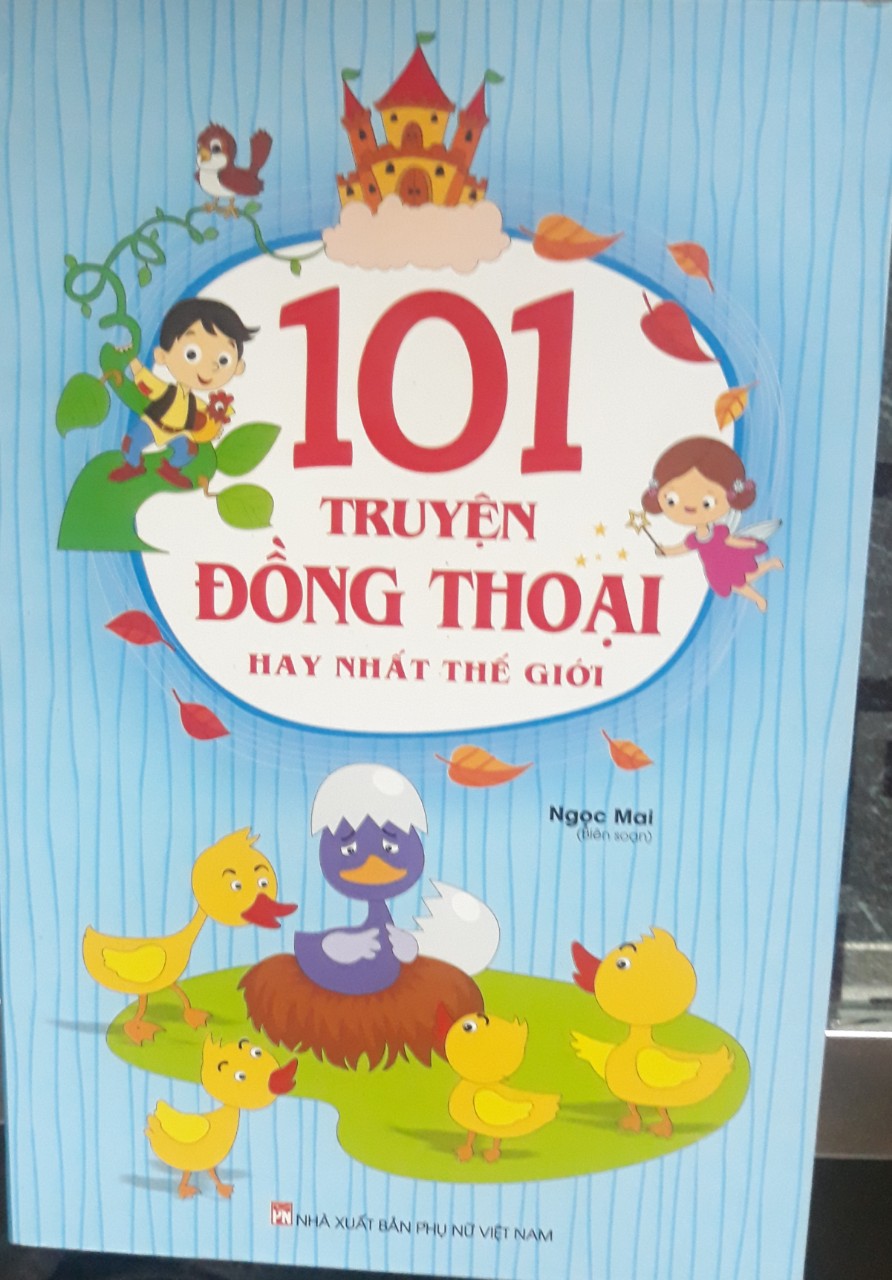 101
TRUYỆN
ĐỒNG THOẠI
HAY NHẤT THẾ GIỚI
Ngọc Mai
(Biên soạn)
PN NHÀ XUẤT BẢN PHỤ NỮ VIỆT NAM